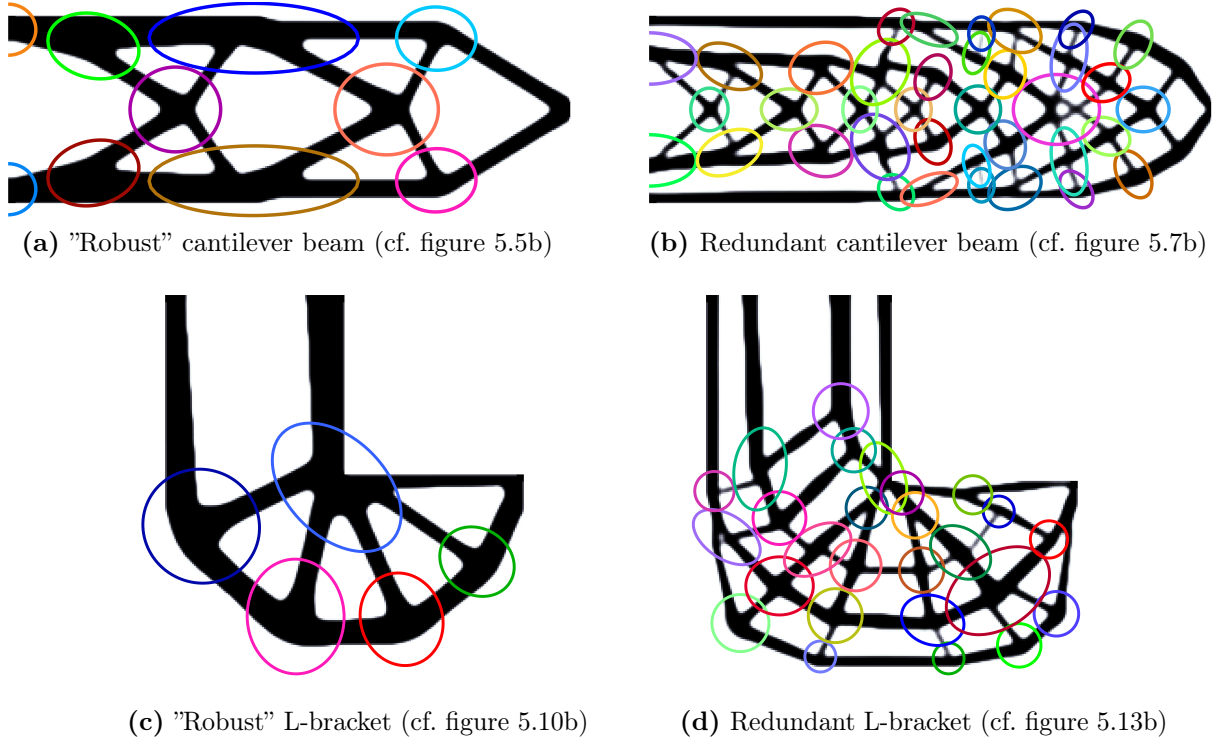 (a) ”Robust” cantilever beam (cf. figure 5.5b)
(b) Redundant cantilever beam (cf. figure 5.7b)
(c) ”Robust” L-bracket (cf. figure 5.10b)
(d) Redundant L-bracket (cf. figure 5.13b)